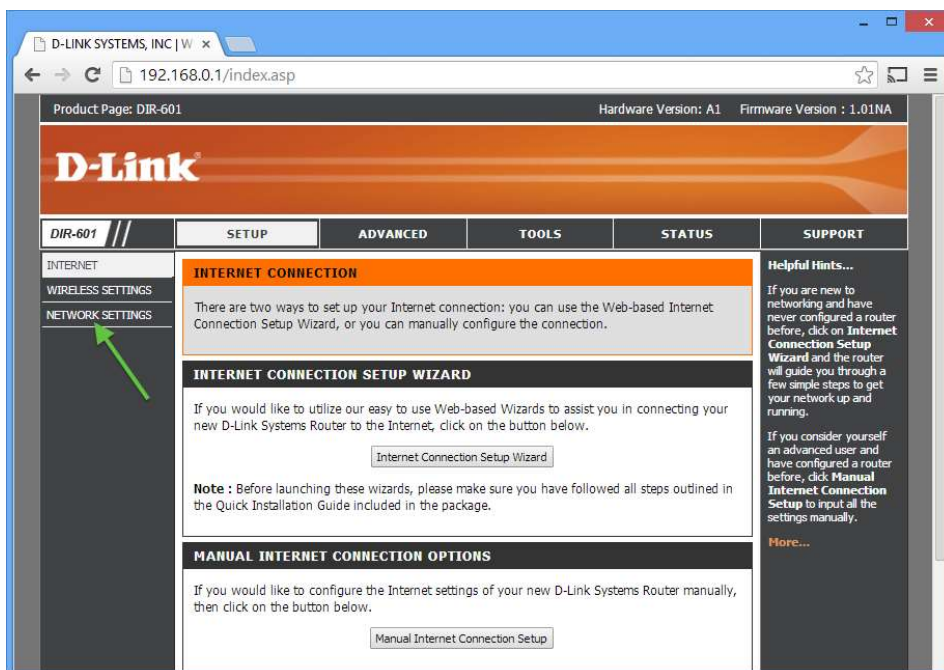 D-LINK SYSTEMS, INC | W
192.168.0.1/index.asp
Product Page: DIR-601
Hardware Version: A1
Firmware Version : 1.01NA
D-Link
DIR-601
SETUP
ADVANCED
TOOLS
STATUS
SUPPORT
INTERNET
WIRELESS SETTINGS
NETWORK SETTINGS
INTERNET CONNECTION
There are two ways to set up your Internet connection: you can use the Web-based Internet
Connection Setup Wizard, or you can manually configure the connection.
INTERNET CONNECTION SETUP WIZARD
If you would like to utilize our easy to use Web-based Wizards to assist you in connecting your
new D-Link Systems Router to the Internet, click on the button below.
Internet Connection Setup Wizard
Note : Before launching these wizards, please make sure you have followed all steps outlined in
the Quick Installation Guide included in the package.
MANUAL INTERNET CONNECTION OPTIONS
If you would like to configure the Internet settings of your new D-Link Systems Router manually,
then click on the button below.
Manual Internet Connection Setup
Helpful Hints...
If you are new to
networking and have
never configured a router
before, click on Internet
Connection Setup
Wizard and the router
will guide you through a
few simple steps to get
your network up and
running.
If you consider yourself
an advanced user and
have configured a router
before, click Manual
Internet Connection
Setup to input all the
settings manually.
More...